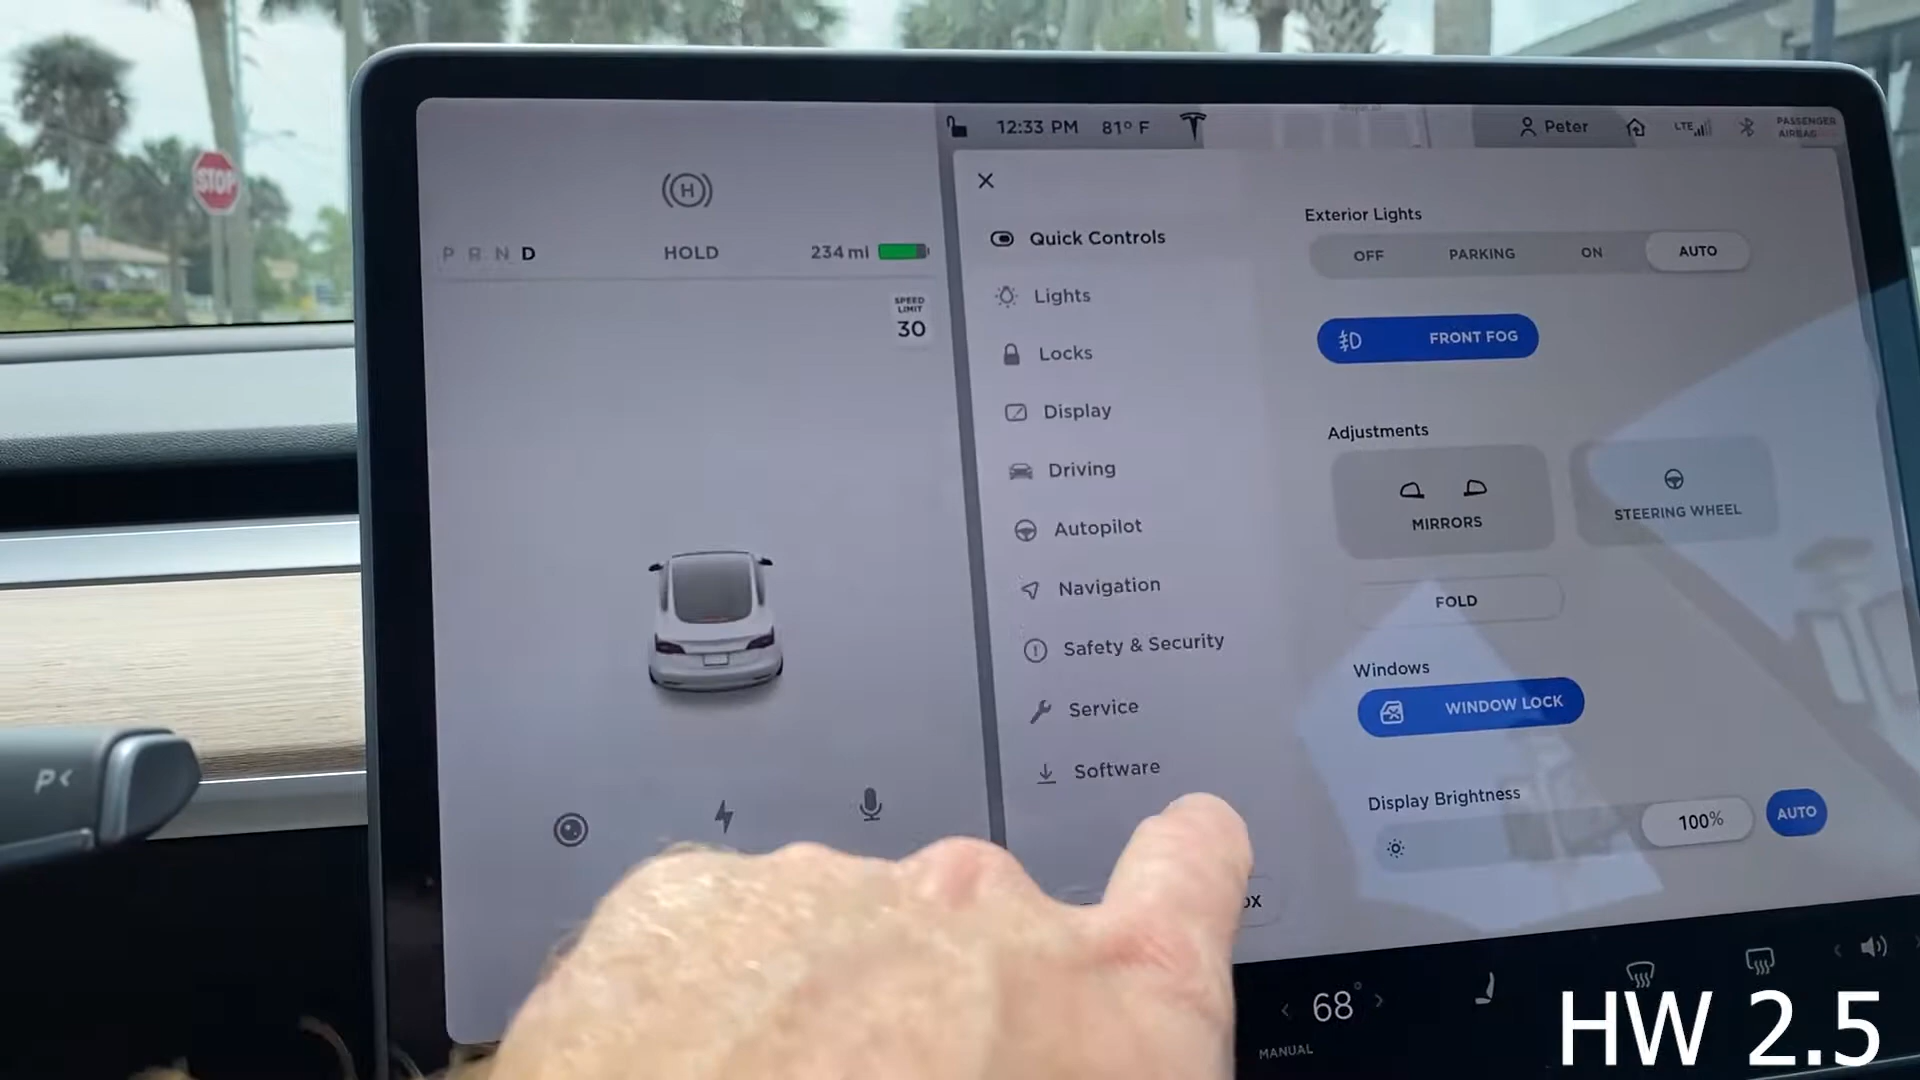 STOP
12:33 PM 81° F
Peter
LTE
PASSENGER
AIRBAG
H
P R N D
HOLD
234 mi
SPEED
LIMIT
30
Quick Controls
Lights
Locks
Display
Driving
Autopilot
Navigation
Safety & Security
Service
Software
Exterior Lights
OFF PARKING ON AUTO
FRONT FOG
Adjustments
MIRRORS
STEERING WHEEL
FOLD
Windows
WINDOW LOCK
Display Brightness
100% AUTO
OX
P<
< 68° >
MANUAL
HW 2.5